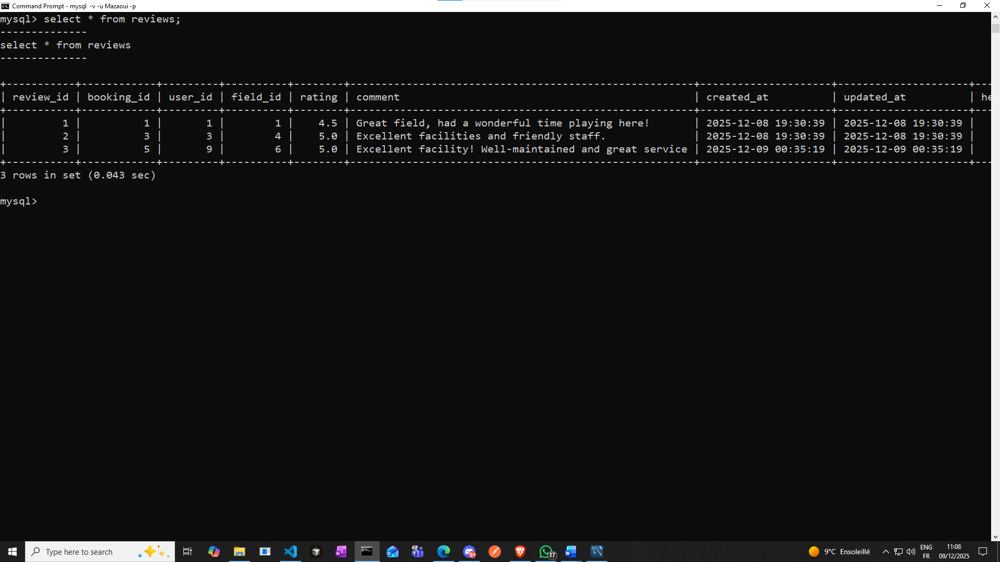 Command Prompt - mysql  -v -u Mazaoui -p
mysql> select * from reviews;
--------------
select * from reviews
--------------
+-----------+------------+---------+----------+--------+-------------------------------------------------------+---------------------+---------------------+---
| review_id | booking_id | user_id | field_id | rating | comment                                               | created_at          | updated_at          | he
+-----------+------------+---------+----------+--------+-------------------------------------------------------+---------------------+---------------------+---
|         1 |          1 |       1 |        1 |    4.5 | Great field, had a wonderful time playing here!       | 2025-12-08 19:30:39 | 2025-12-08 19:30:39 |
|         2 |          3 |       3 |        4 |    5.0 | Excellent facilities and friendly staff.              | 2025-12-08 19:30:39 | 2025-12-08 19:30:39 |
|         3 |          5 |       9 |        6 |    5.0 | Excellent facility! Well-maintained and great service | 2025-12-09 00:35:19 | 2025-12-09 00:35:19 |
+-----------+------------+---------+----------+--------+-------------------------------------------------------+---------------------+---------------------+---
3 rows in set (0.043 sec)
mysql>
Type here to search
9+
17
9°C Ensoleillé
ENG
FR
11:08
09/12/2025